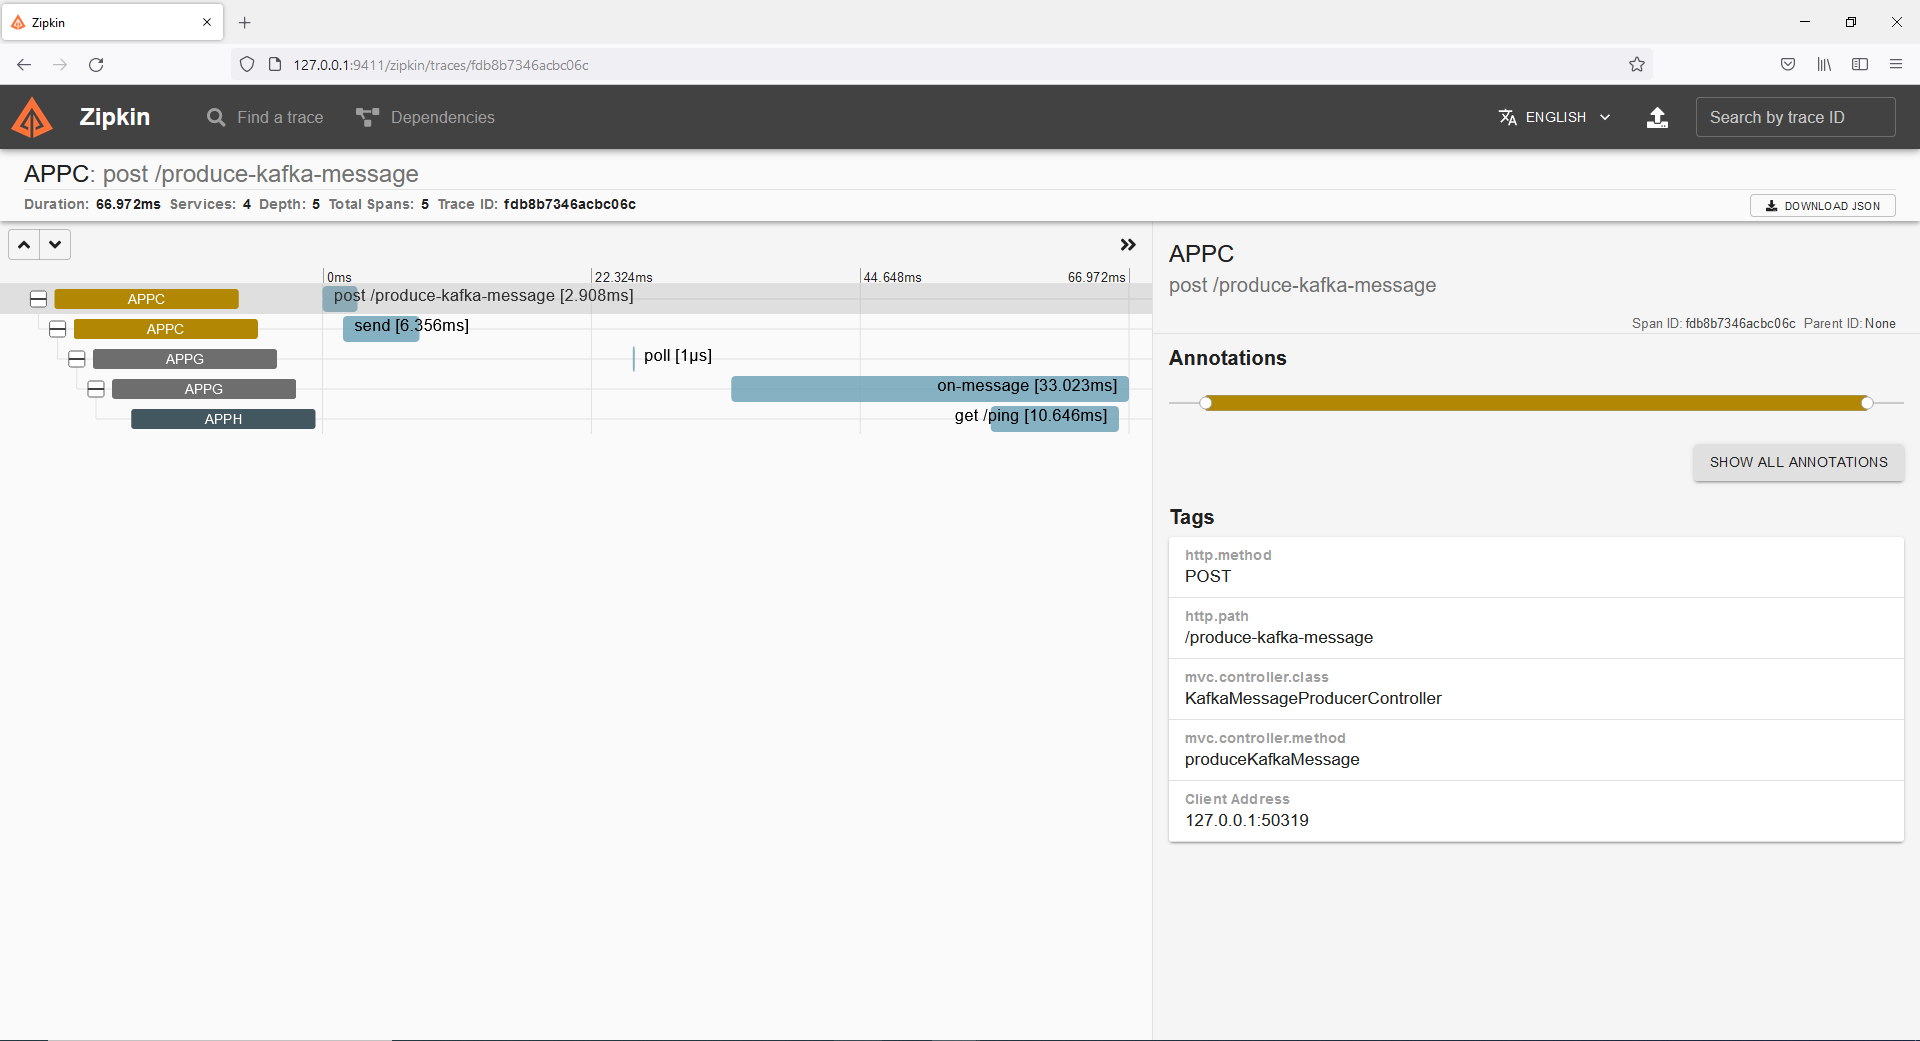 Zipkin
127.0.0.1:9411/zipkin/traces/fdb8b7346acbc06c
Zipkin
Find a trace
Dependencies
ENGLISH
Search by trace ID
APPC: post /produce-kafka-message
Duration: 66.972ms Services: 4 Depth: 5 Total Spans: 5 Trace ID: fdb8b7346acbc06c
DOWNLOAD JSON
0ms 22.324ms 44.648ms 66.972ms
APPC post /produce-kafka-message [2.908ms]
APPC send [6.356ms]
APPG poll [1µs]
APPG on-message [33.023ms]
APPH get /ping [10.646ms]
APPC
post /produce-kafka-message
Span ID: fdb8b7346acbc06c Parent ID: None
Annotations
SHOW ALL ANNOTATIONS
Tags
http.method
POST
http.path
/produce-kafka-message
mvc.controller.class
KafkaMessageProducerController
mvc.controller.method
produceKafkaMessage
Client Address
127.0.0.1:50319